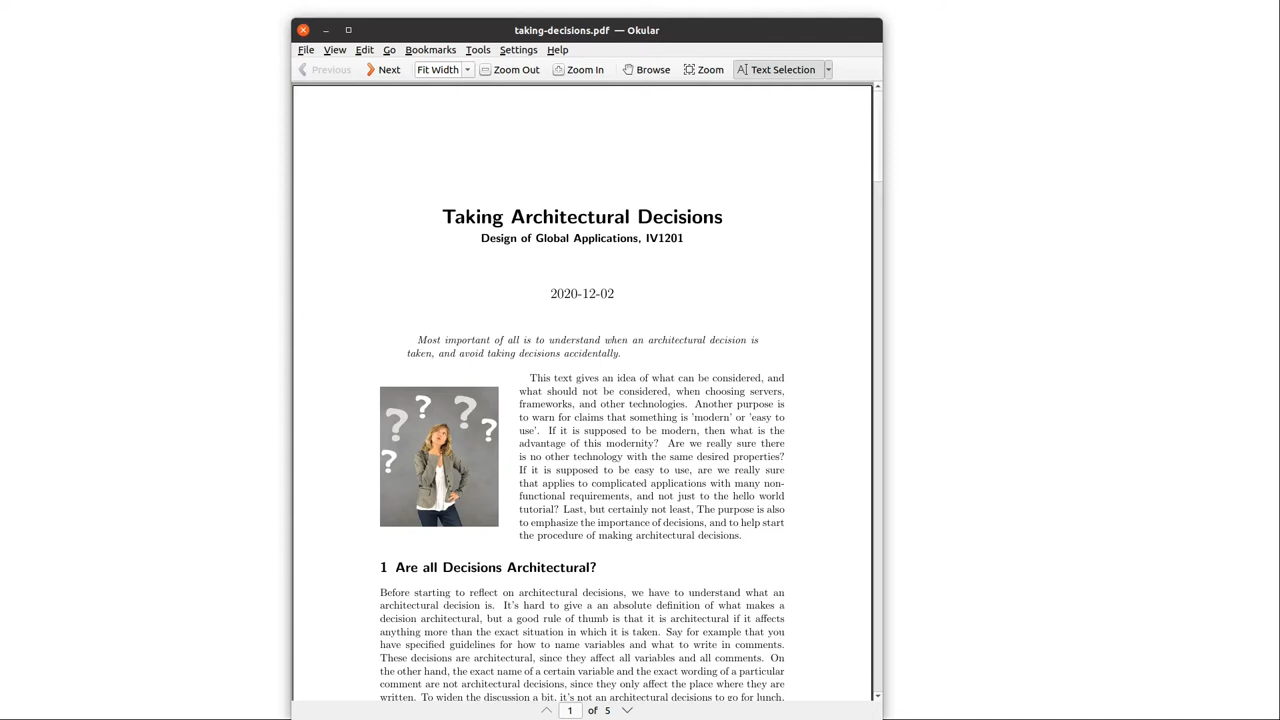 taking-decisions.pdf — Okular
File View Edit Go Bookmarks Tools Settings Help
Previous Next Fit Width Zoom Out Zoom In Browse Zoom Text Selection
Taking Architectural Decisions
Design of Global Applications, IV1201
2020-12-02
Most important of all is to understand when an architectural decision is
taken, and avoid taking decisions accidentally.
This text gives an idea of what can be considered, and
what should not be considered, when choosing servers,
frameworks, and other technologies. Another purpose is
to warn for claims that something is 'modern' or 'easy to
use'. If it is supposed to be modern, then what is the
advantage of this modernity? Are we really sure there
is no other technology with the same desired properties?
If it is supposed to be easy to use, are we really sure
that applies to complicated applications with many non-
functional requirements, and not just to the hello world
tutorial? Last, but certainly not least, The purpose is also
to emphasize the importance of decisions, and to help start
the procedure of making architectural decisions.
? ? ? ? ?
1 Are all Decisions Architectural?
Before starting to reflect on architectural decisions, we have to understand what an
architectural decision is. It's hard to give a an absolute definition of what makes a
decision architectural, but a good rule of thumb is that it is architectural if it affects
anything more than the exact situation in which it is taken. Say for example that you
have specified guidelines for how to name variables and what to write in comments.
These decisions are architectural, since they affect all variables and all comments. On
the other hand, the exact name of a certain variable and the exact wording of a particular
comment are not architectural decisions, since they only affect the place where they are
written. To widen the discussion a bit, it's not an architectural decisions to go for lunch,
1 of 5